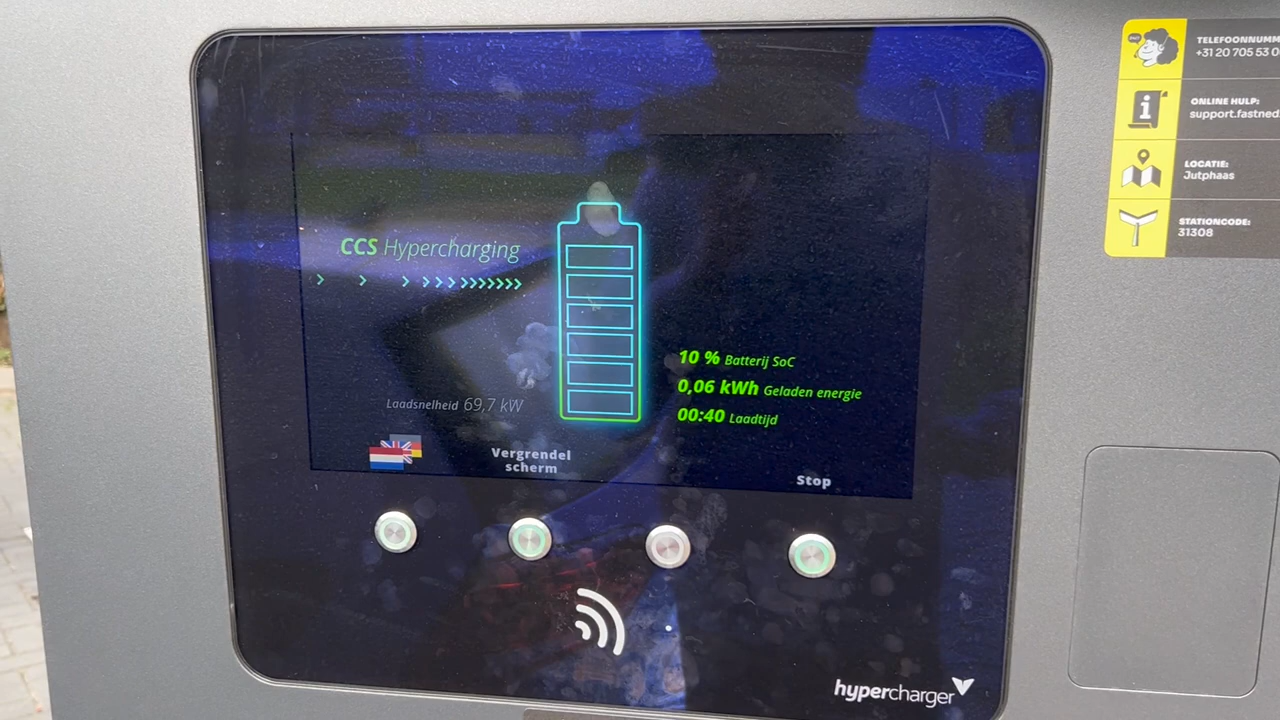 CCS Hypercharging
Laadsnelheid 69,7 kW
10 % Batterij SoC
0,06 kWh Geladen energie
00:40 Laadtijd
Vergrendel
scherm
Stop
hypercharger
TELEFOONNUMM
+31 20 705 53 0
ONLINE HULP:
support.fastned
LOCATIE:
Jutphaas
STATIONCODE:
31308